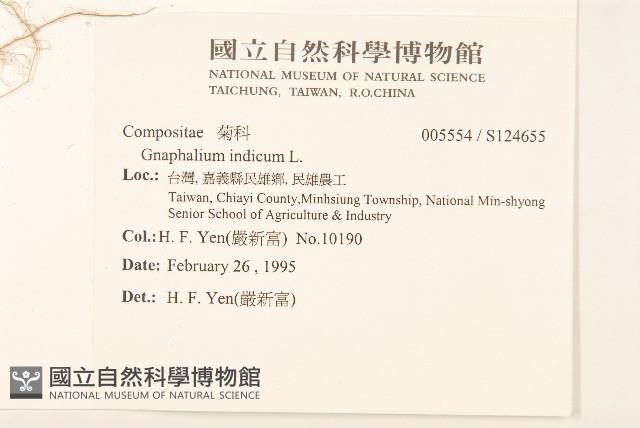 國立自然科學博物館
NATIONAL MUSEUM OF NATURAL SCIENCE
TAICHUNG, TAIWAN, R.O.CHINA
Compositae 菊科 005554 / S124655
Gnaphalium indicum L.
Loc.: 台灣, 嘉義縣民雄鄉, 民雄農工
Taiwan, Chiayi County,Minhsiung Township, National Min-shyong
Senior School of Agriculture & Industry
Col.: H. F. Yen(嚴新富) No.10190
Date: February 26 , 1995
Det.: H. F. Yen(嚴新富)
國立自然科學博物館
NATIONAL MUSEUM OF NATURAL SCIENCE